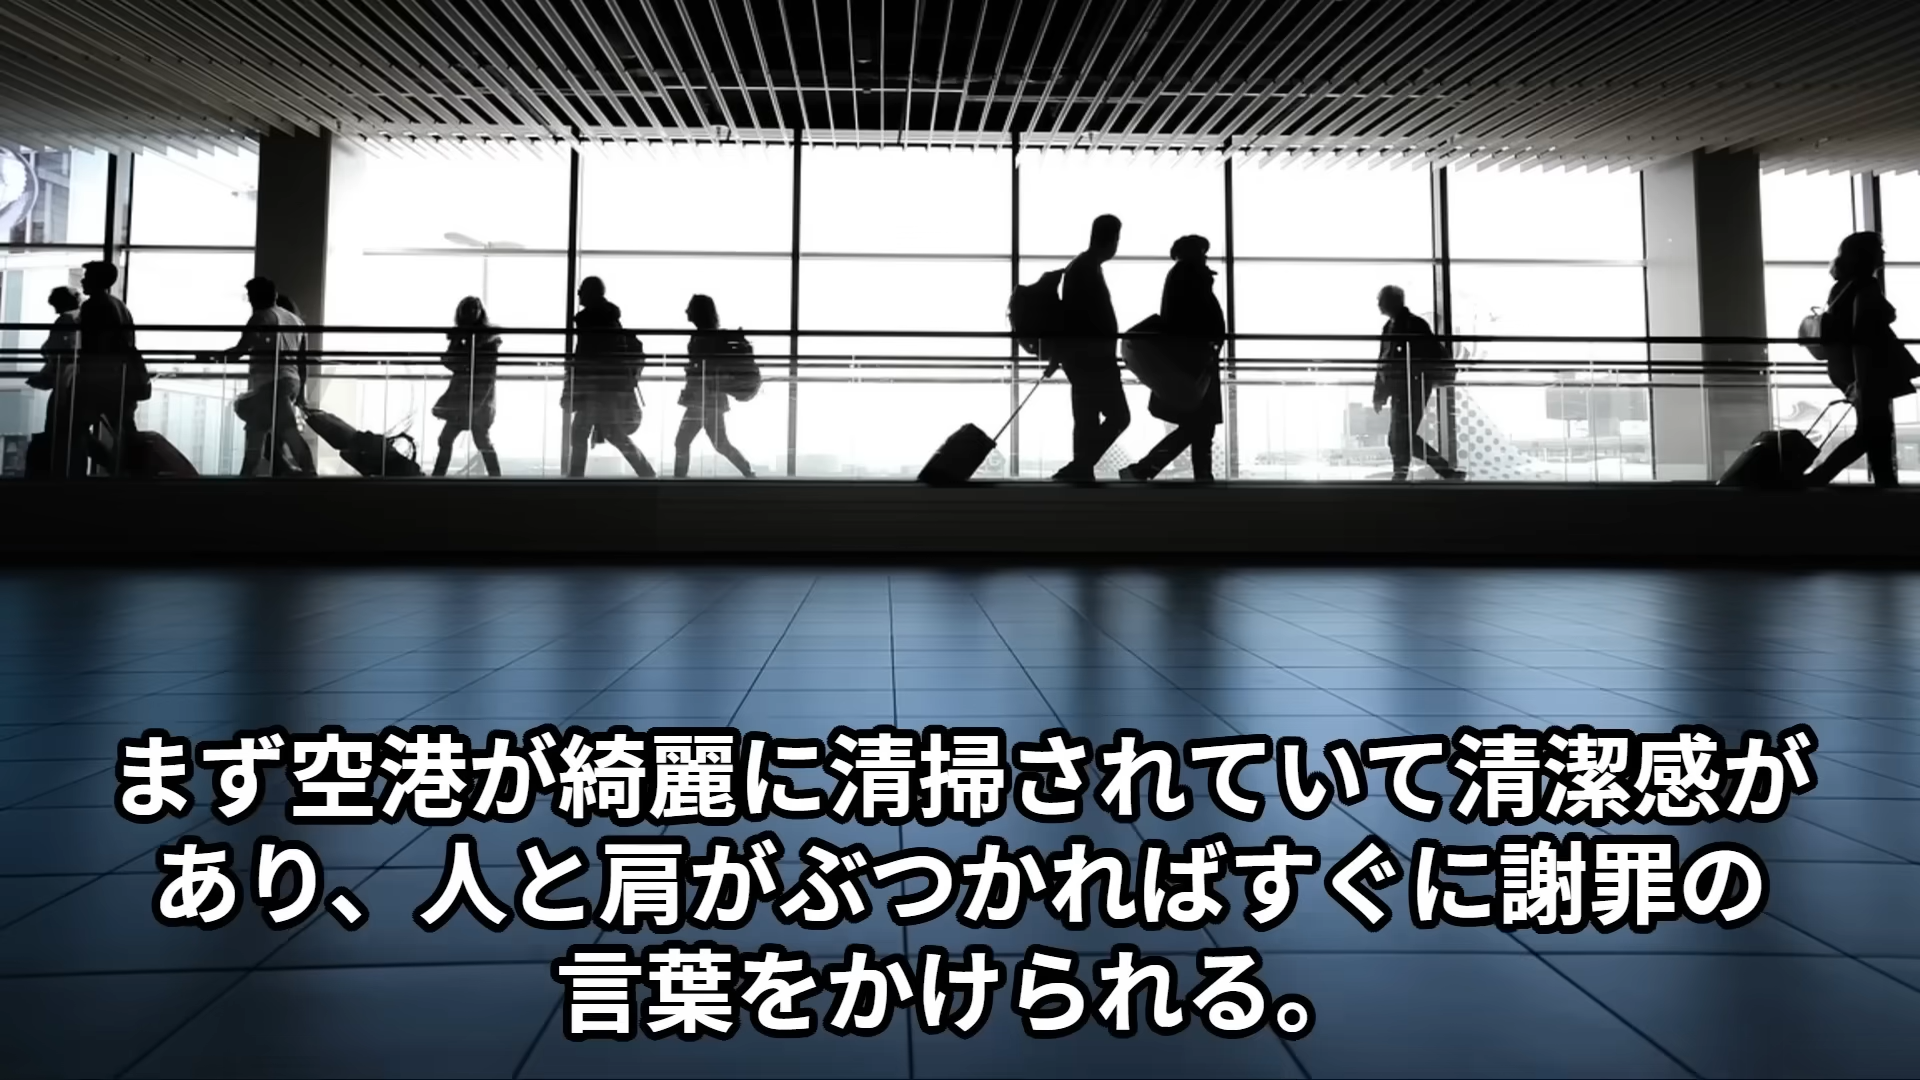 まず空港が綺麗に清掃されていて清潔感が
あり、人と肩がぶつかればすぐに謝罪の
言葉をかけられる。